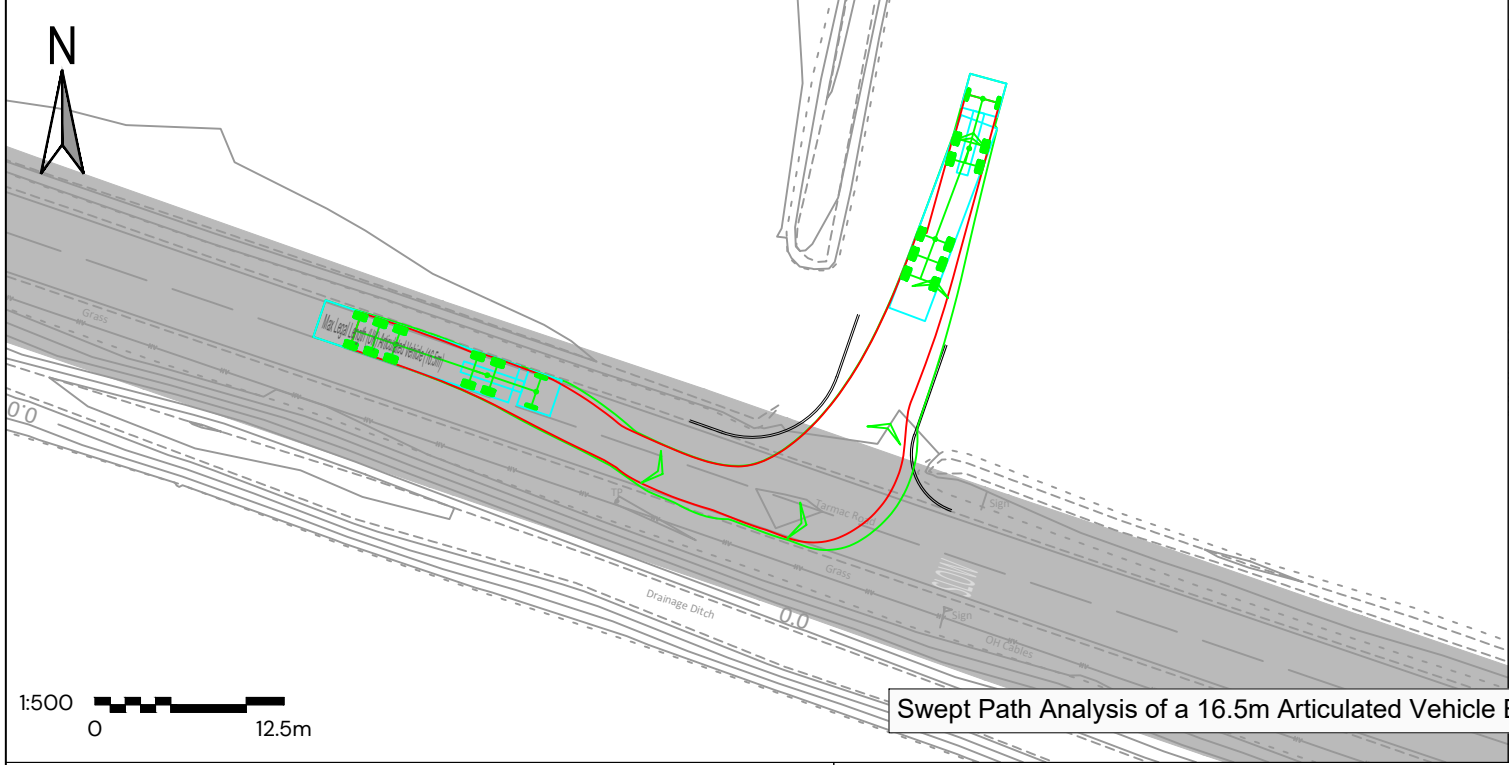 N
Grass
Max Legal Length (UK) Articulated Vehicle (16.5m)
0.0
TP
Tarmac Road
Sign
Grass
SLOW
Drainage Ditch
0.0
Sign
OH Cables
1:500
0
12.5m
Swept Path Analysis of a 16.5m Articulated Vehicle